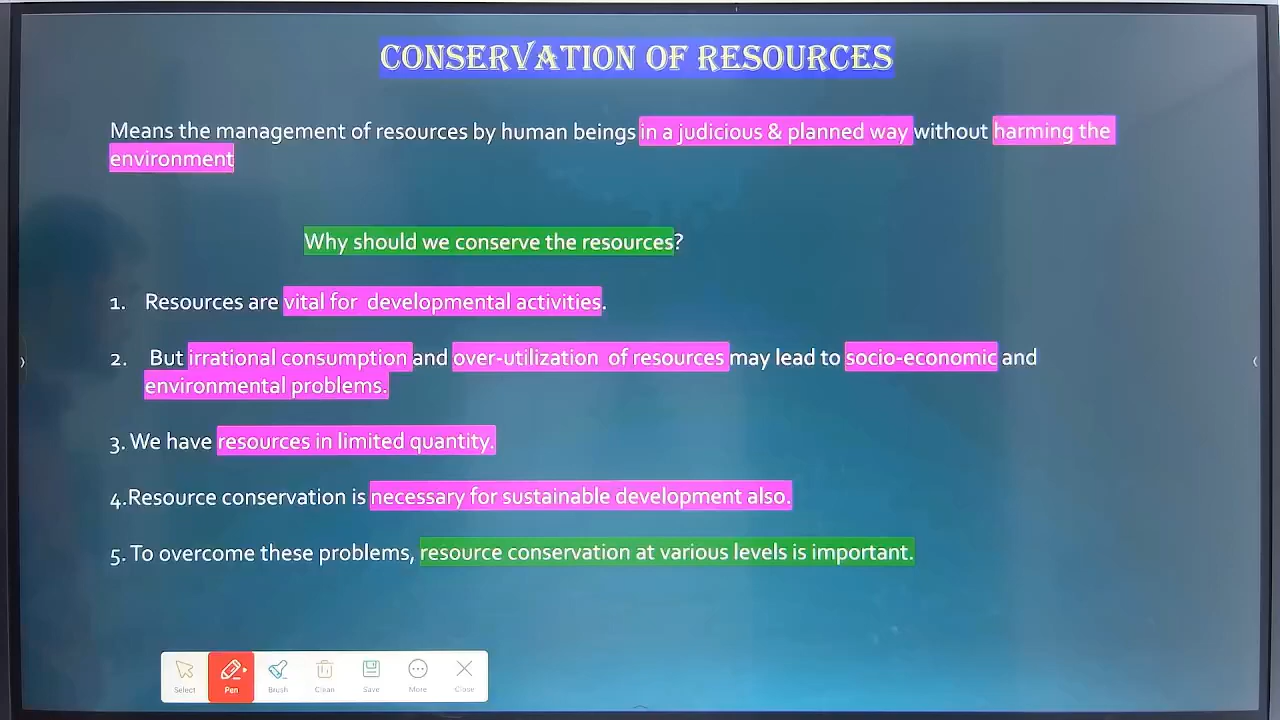 CONSERVATION OF RESOURCES
Means the management of resources by human beings in a judicious & planned way without harming the
environment
Why should we conserve the resources?
1. Resources are vital for developmental activities.
2. But irrational consumption and over-utilization of resources may lead to socio-economic and
environmental problems.
3. We have resources in limited quantity.
4.Resource conservation is necessary for sustainable development also.
5. To overcome these problems, resource conservation at various levels is important.
Select Pen Brush Clean Save More Close